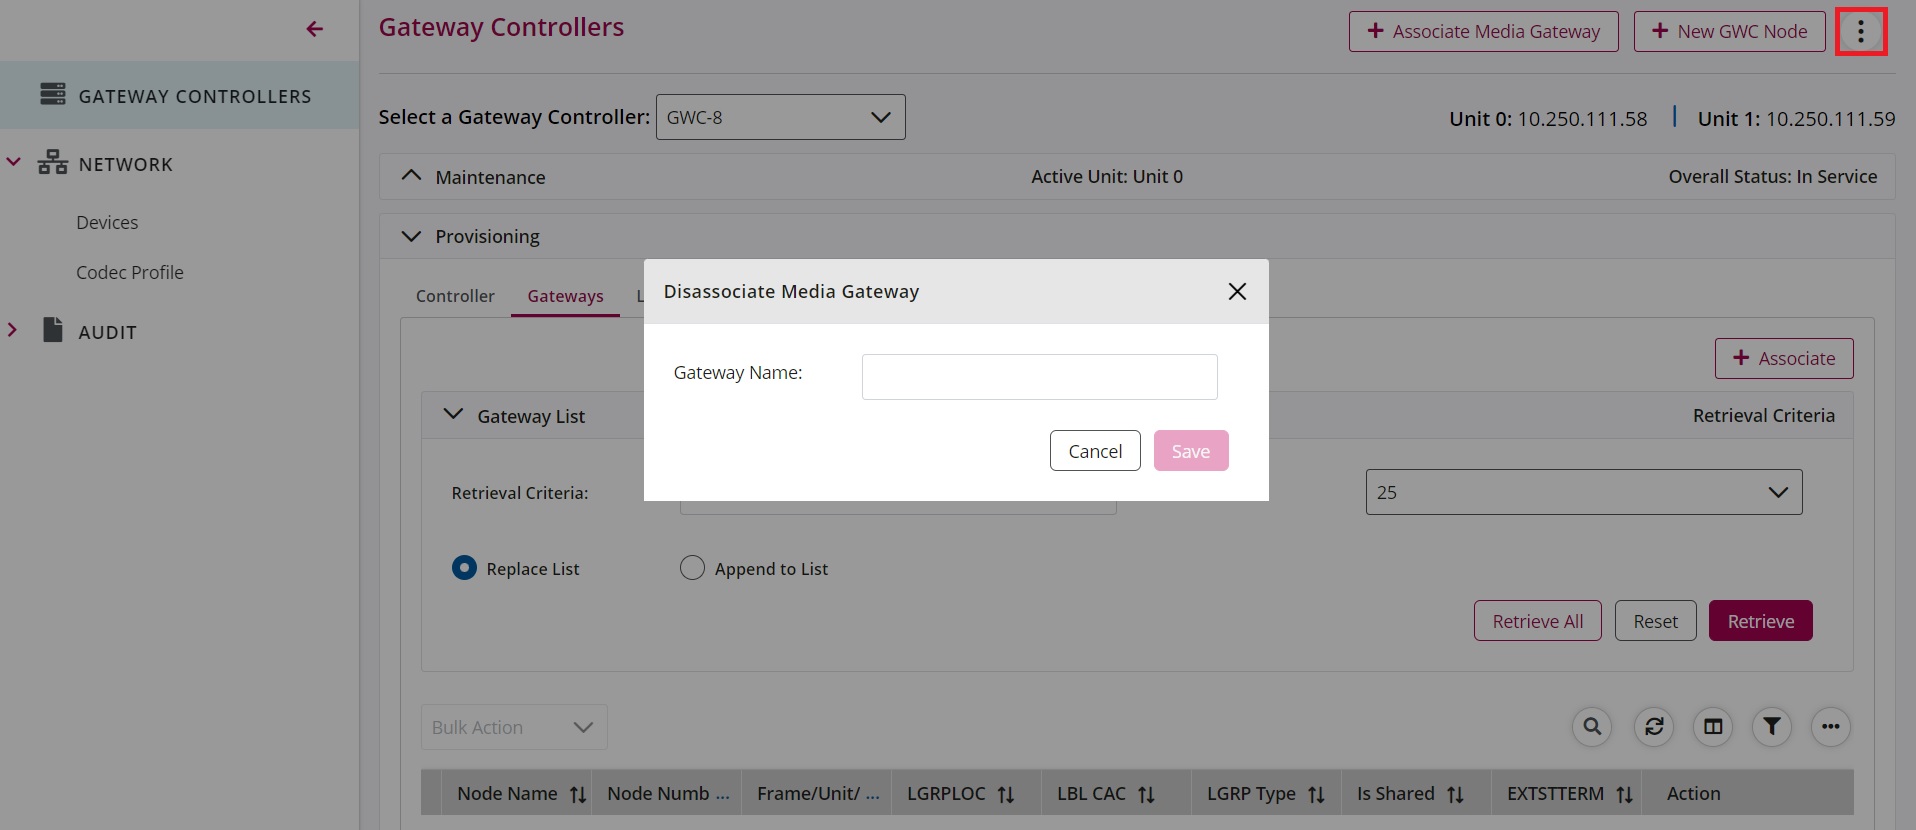 Gateway Controllers
Associate Media Gateway
New GWC Node
GATEWAY CONTROLLERS
Select a Gateway Controller: GWC-8
Unit 0: 10.250.111.58
Unit 1: 10.250.111.59
NETWORK
Maintenance
Active Unit: Unit 0
Overall Status: In Service
Devices
Provisioning
Codec Profile
Controller
Gateways
L
Disassociate Media Gateway
AUDIT
Associate
Gateway Name:
Gateway List
Retrieval Criteria
Cancel
Save
Retrieval Criteria:
25
Replace List
Append to List
Retrieve All
Reset
Retrieve
Bulk Action
Node Name
Node Numb ...
Frame/Unit/ ...
LGRPLOC
LBL CAC
LGRP Type
Is Shared
EXTSTTERM
Action